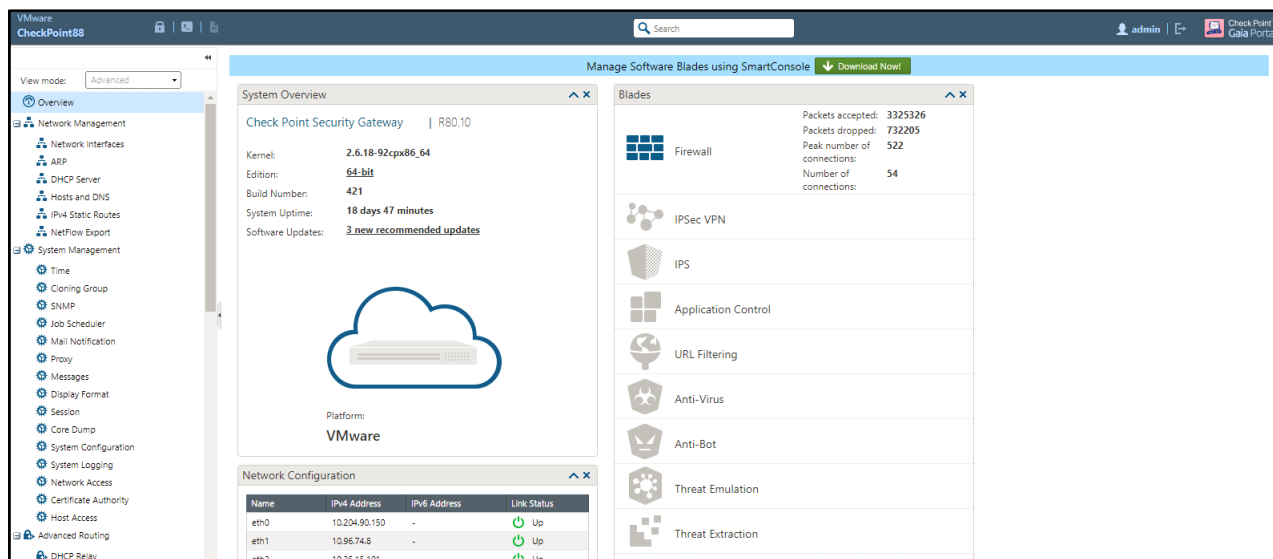 VMware
CheckPoint88
Search
admin
Check Point
Gaia Porta
View mode: Advanced
Overview
Network Management
Network Interfaces
ARP
DHCP Server
Hosts and DNS
IPv4 Static Routes
NetFlow Export
System Management
Time
Cloning Group
SNMP
Job Scheduler
Mail Notification
Proxy
Messages
Display Format
Session
Core Dump
System Configuration
System Logging
Network Access
Certificate Authority
Host Access
Advanced Routing
DHCP Relay
Manage Software Blades using SmartConsole Download Now!
System Overview
Check Point Security Gateway | R80.10
Kernel: 2.6.18-92cpx86_64
Edition: 64-bit
Build Number: 421
System Uptime: 18 days 47 minutes
Software Updates: 3 new recommended updates
Platform:
VMware
Network Configuration
Name IPv4 Address IPv6 Address Link Status
eth0 10.204.90.150 - Up
eth1 10.96.74.8 - Up
Blades
Firewall
Packets accepted: 3325326
Packets dropped: 732205
Peak number of connections: 522
Number of connections: 54
IPSec VPN
IPS
Application Control
URL Filtering
Anti-Virus
Anti-Bot
Threat Emulation
Threat Extraction